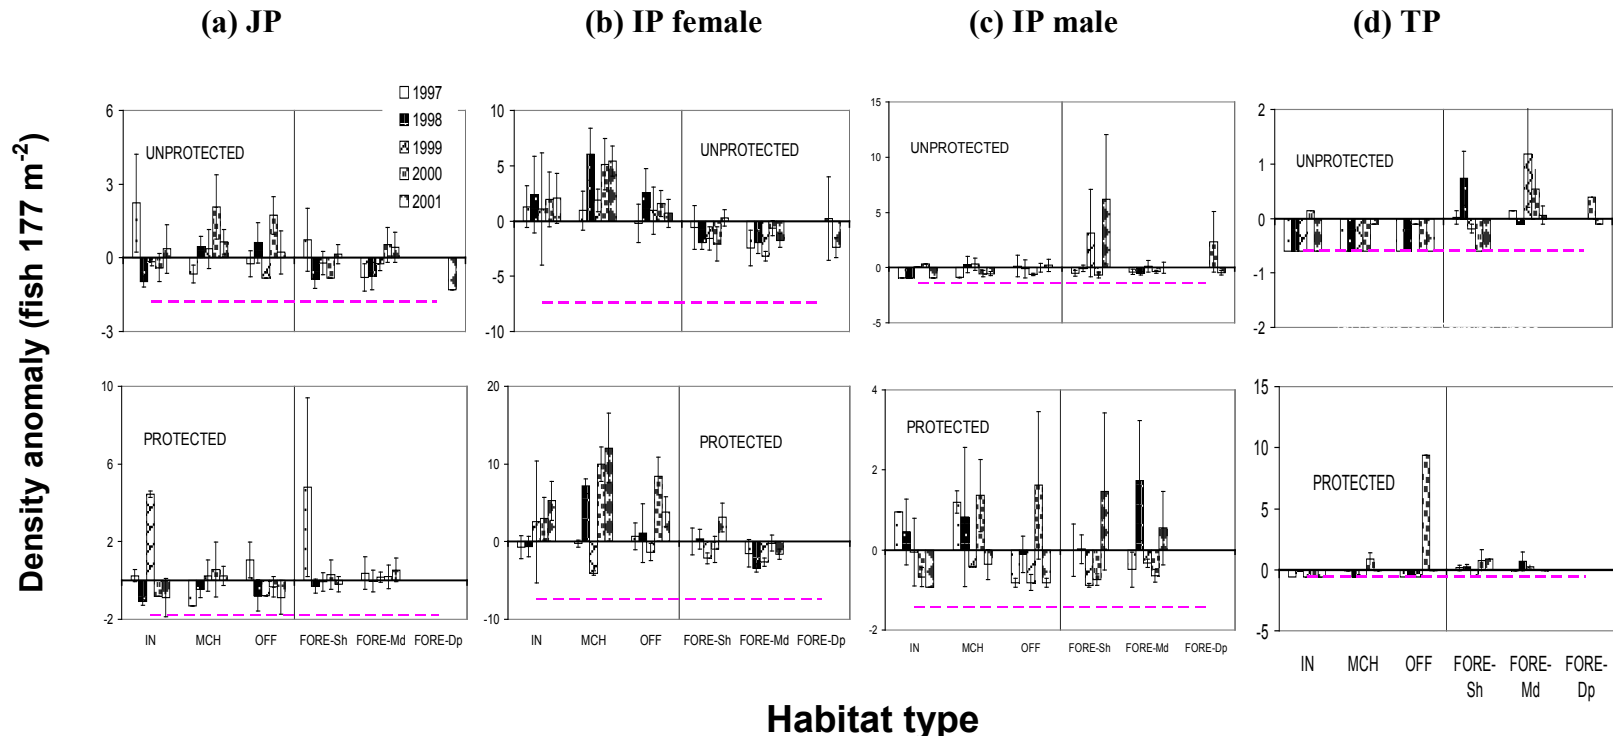 (a) JP
(b) IP female
(c) IP male
(d) TP
Density anomaly (fish 177 m-2)
1997
1998
1999
2000
2001
6
3
0
-3
UNPROTECTED
10
5
0
-5
-10
UNPROTECTED
15
10
5
0
-5
UNPROTECTED
2
1
0
-1
-2
UNPROTECTED
10
6
2
-2
PROTECTED
IN MCH OFF FORE-Sh FORE-Md FORE-Dp
20
10
0
-10
PROTECTED
IN MCH OFF FORE-Sh FORE-Md FORE-Dp
4
2
0
-2
PROTECTED
IN MCH OFF FORE-Sh FORE-Md FORE-Dp
15
10
5
0
-5
PROTECTED
IN MCH OFF FORE- FORE- FORE-
Sh Md Dp
Habitat type